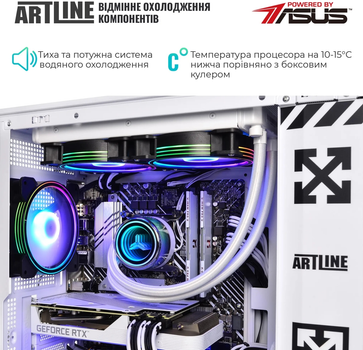 ARTLINE
ВІДМІННЕ ОХОЛОДЖЕННЯ
КОМПОНЕНТІВ
POWERED BY
ASUS
Тиха та потужна система
водяного охолодження
C° Температура процесора на 10-15°C
нижча порівняно з боксовим
кулером
ARTLINE
GEFORCE RTX